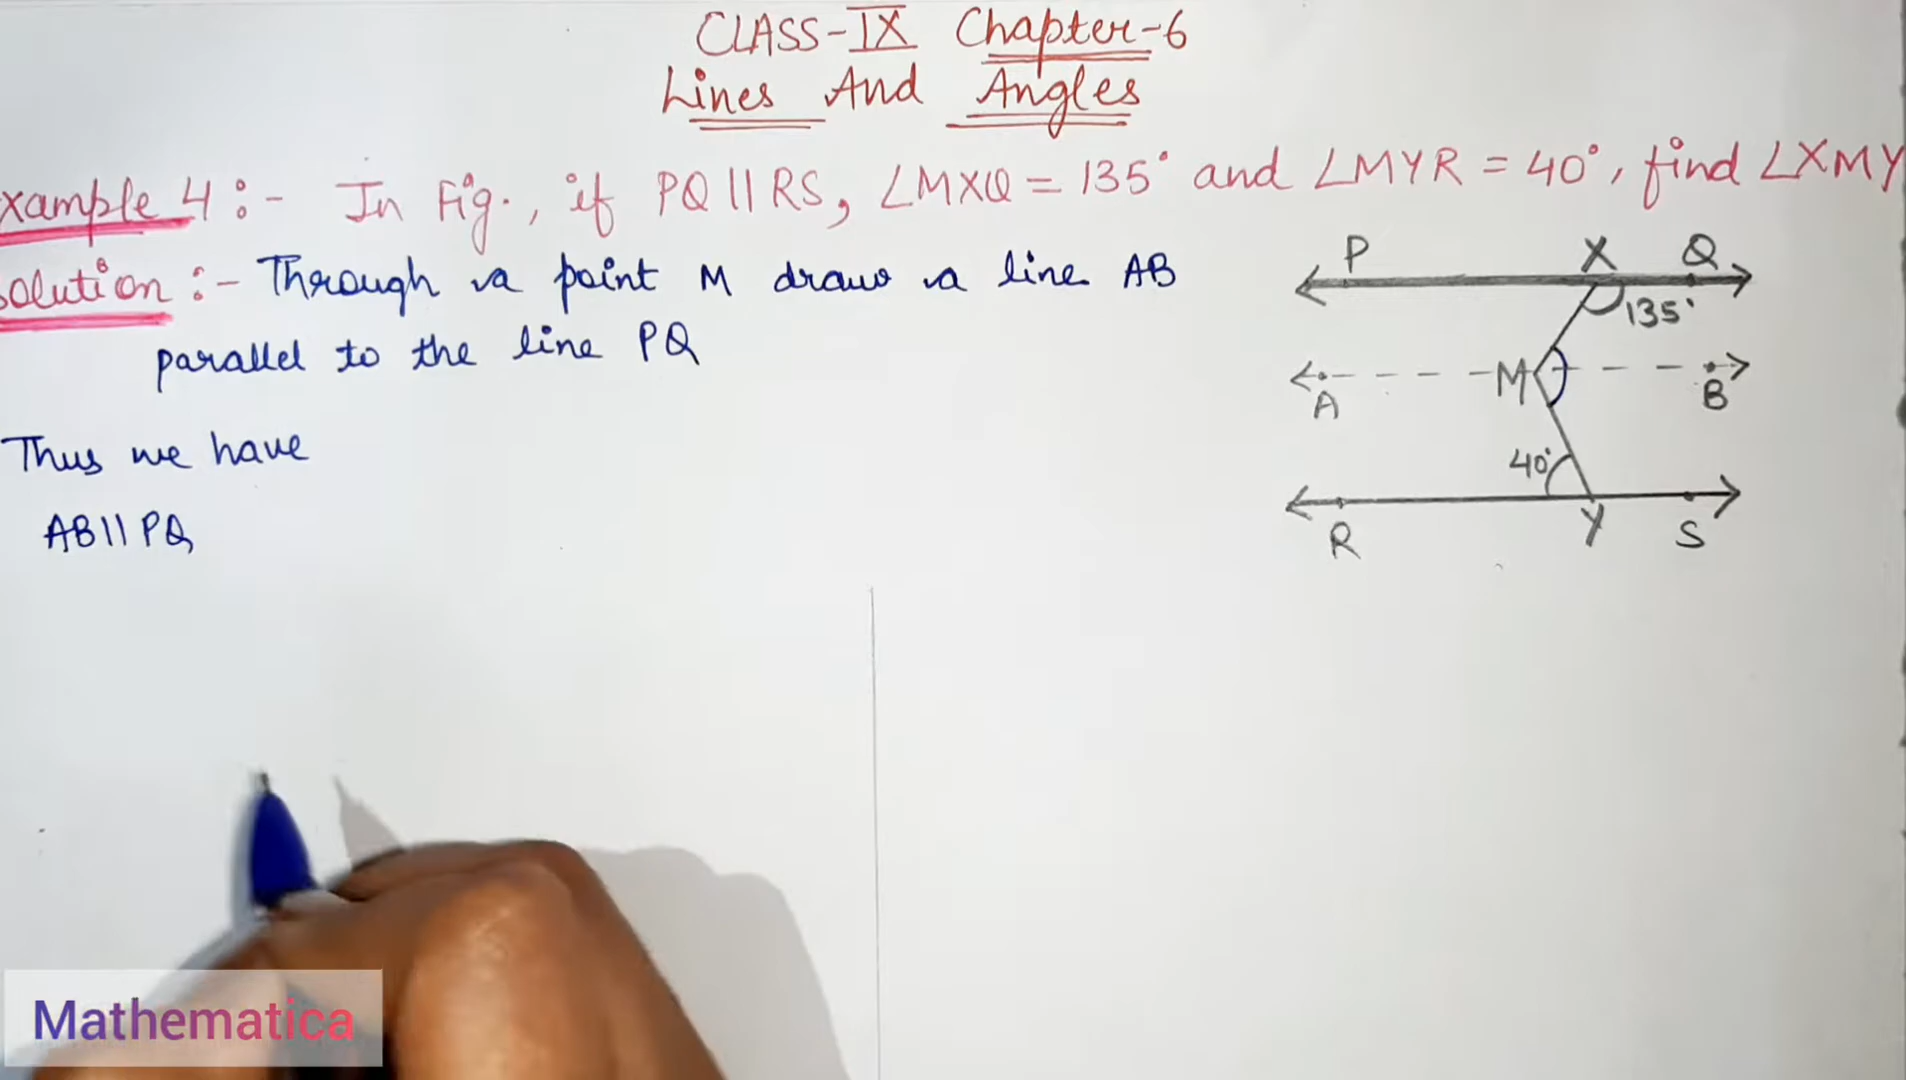 CLASS-IX Chapter-6
Lines And Angles
xample 4:- In Fig., if PQ || RS, ∠MXQ = 135° and ∠MYR = 40°, find ∠XMY
solution :- Through a point M draw a line AB
parallel to the line PQ
Thus we have
AB || PQ
P X Q
135°
M
A B
40°
R Y S
Mathematica